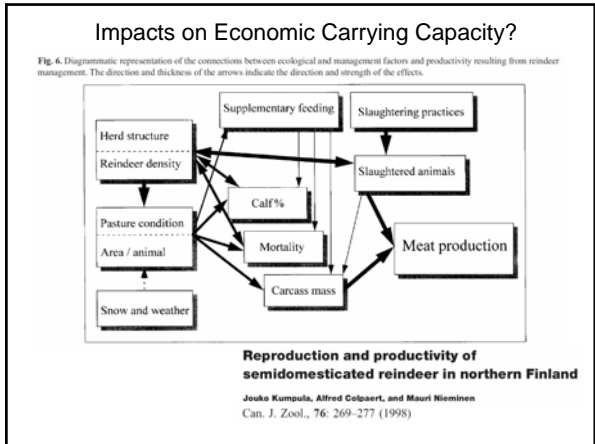 Impacts on Economic Carrying Capacity?
Fig. 6. Diagrammatic representation of the connections between ecological and management factors and productivity resulting from reindeer
management. The direction and thickness of the arrows indicate the direction and strength of the effects.
Supplementary feeding
Slaughtering practices
Herd structure
Reindeer density
Slaughtered animals
Calf%
Pasture condition
Area / animal
Mortality
Meat production
Carcass mass
Snow and weather
Reproduction and productivity of
semidomesticated reindeer in northern Finland
Jouko Kumpula, Alfred Colpaert, and Mauri Nieminen
Can. J. Zool., 76: 269–277 (1998)